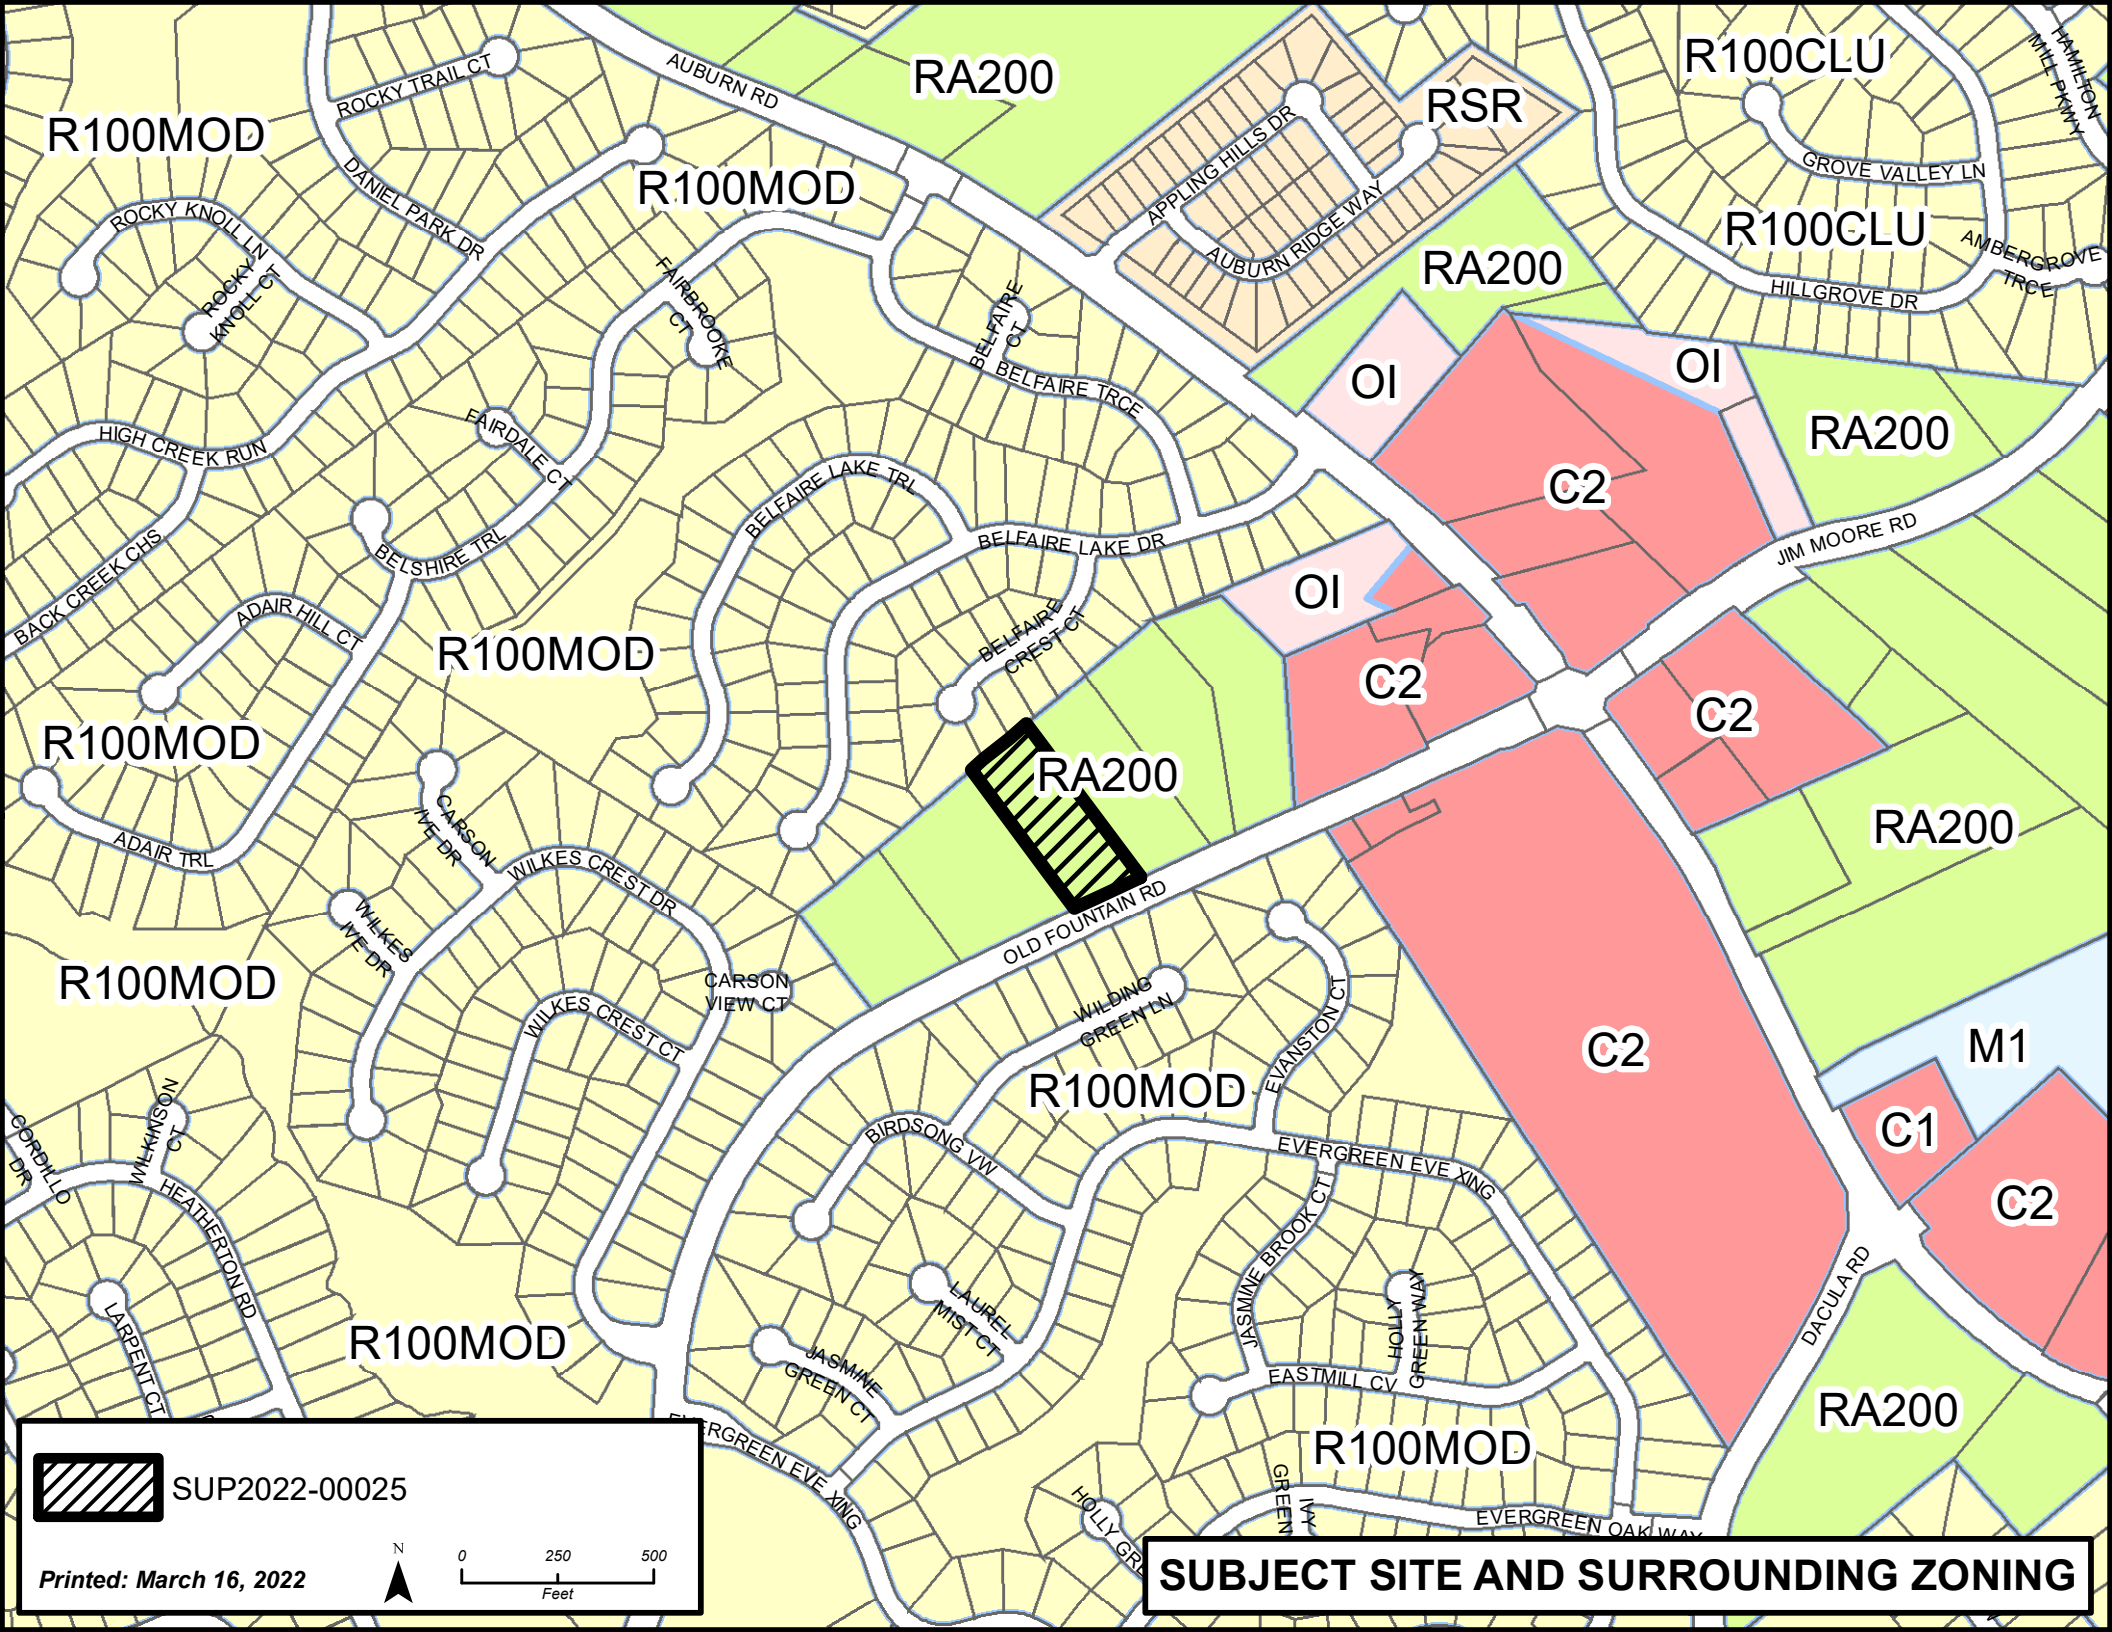 R100MOD
ROCKY TRAIL CT
AUBURN RD
RA200
RSR
R100CLU
HAMILTON
MILL PKWY
DANIEL PARK DR
R100MOD
APPLING HILLS DR
AUBURN RIDGE WAY
GROVE VALLEY LN
R100CLU
AMBERGROVE
TRCE
HILLGROVE DR
ROCKY KNOLL LN
ROCKY
KNOLL CT
FAIRBROOKE
CT
BELFAIRE
CT
RA200
OI
OI
BELFAIRE TRCE
HIGH CREEK RUN
FAIRDALE CT
BELFAIRE LAKE TRL
C2
RA200
JIM MOORE RD
BACK CREEK CHS
BELSHIRE TRL
BELFAIRE LAKE DR
ADAIR HILL CT
R100MOD
BELFAIRE
CREST CT
OI
C2
C2
R100MOD
RA200
ADAIR TRL
CARSON
IVE DR
WILKES CREST DR
RA200
WILKES
IVE DR
OLD FOUNTAIN RD
R100MOD
CARSON
VIEW CT
WILDING
GREEN LN
EVANSTON CT
WILKES CREST CT
C2
M1
R100MOD
C1
CORDILLO
DR
WILKINSON
CT
HEATHERTON RD
BIRDSONG VW
EVERGREEN EVE XING
C2
JASMINE BROOK CT
LARPENT CT
R100MOD
LAUREL
MIST CT
HOLLY
GREEN WAY
DACULA RD
JASMINE
GREEN CT
EASTMILL CV
RA200
EVERGREEN EVE XING
R100MOD
HOLLY GRE
IVY
GREEN
EVERGREEN OAK WAY
SUP2022-00025
Printed: March 16, 2022
N
0 250 500
Feet
SUBJECT SITE AND SURROUNDING ZONING